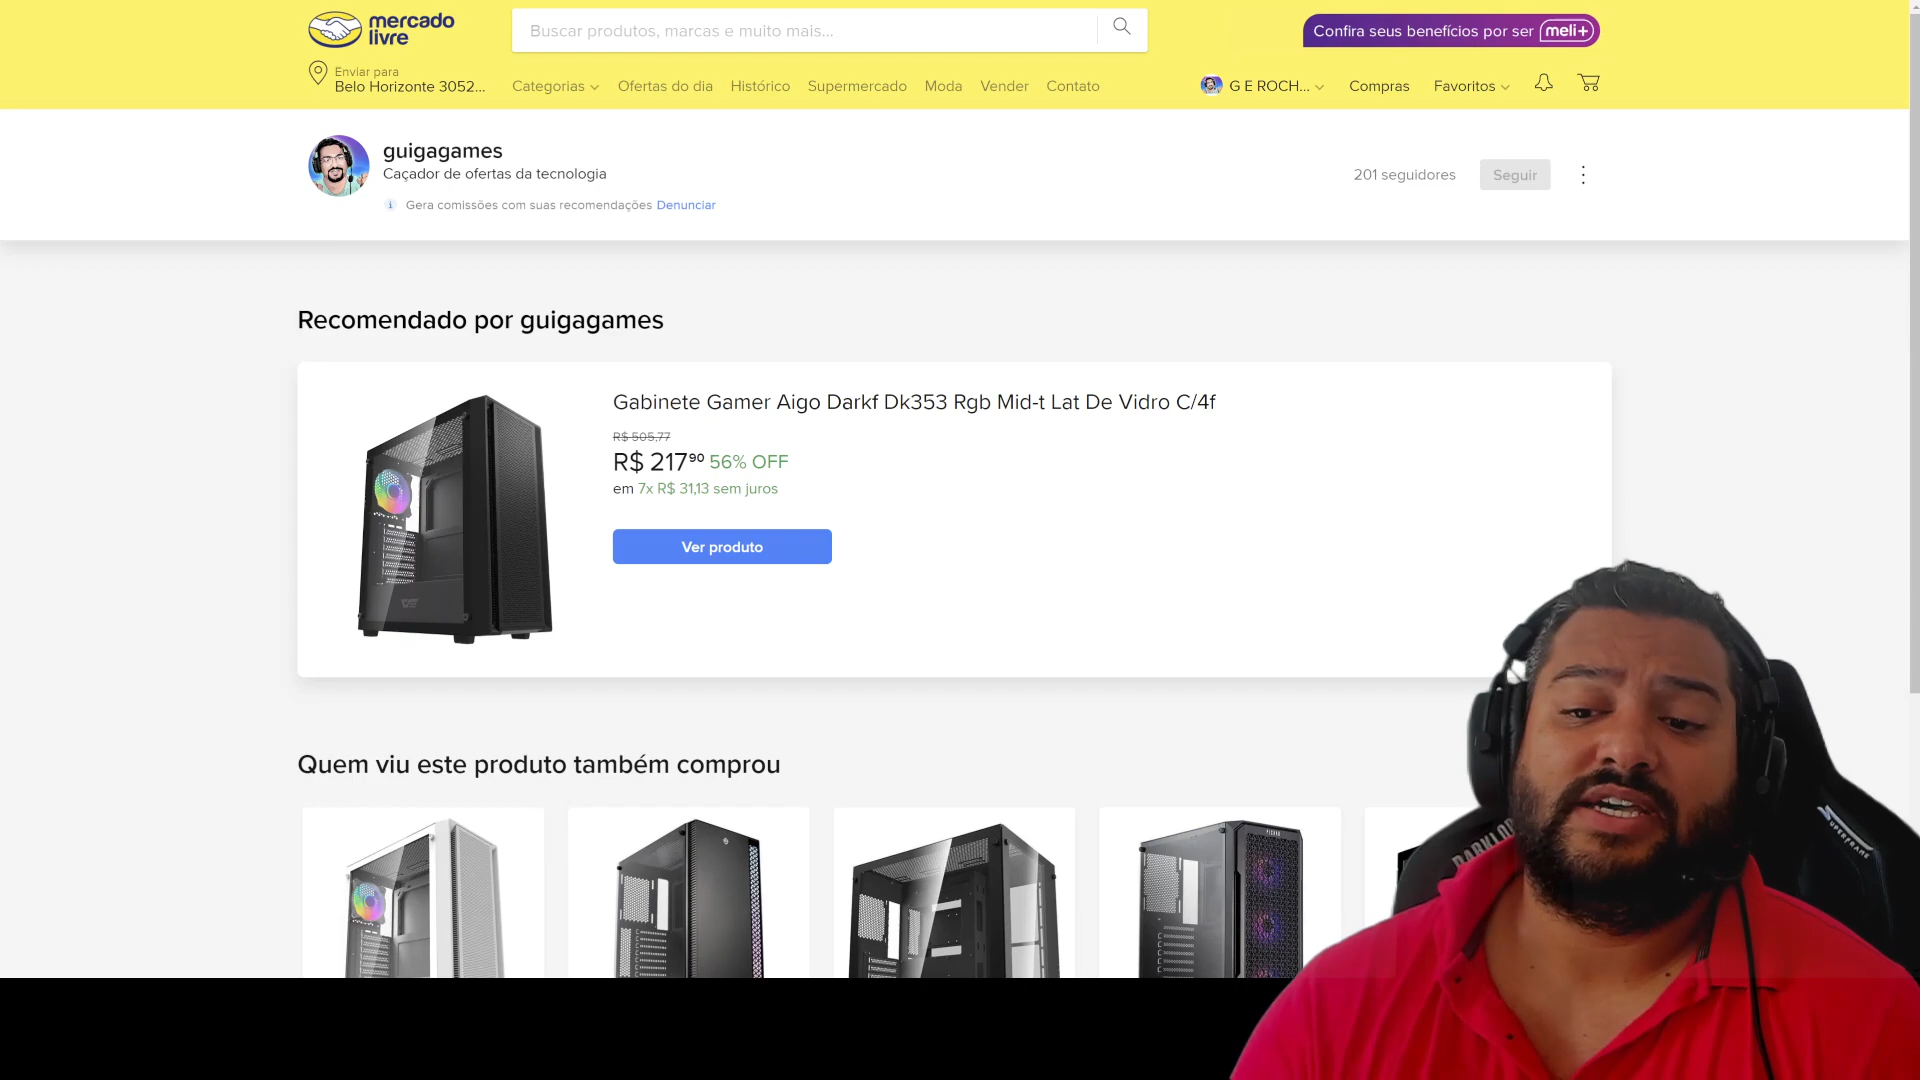 mercado livre
Buscar produtos, marcas e muito mais...
Confira seus benefícios por ser meli+
Enviar para
Belo Horizonte 3052...
Categorias
Ofertas do dia
Histórico
Supermercado
Moda
Vender
Contato
G E ROCH...
Compras
Favoritos
guigagames
Caçador de ofertas da tecnologia
Gera comissões com suas recomendações Denunciar
201 seguidores
Seguir
Recomendado por guigagames
Gabinete Gamer Aigo Darkf Dk353 Rgb Mid-t Lat De Vidro C/4f
R$ 505,77
R$ 217⁹⁰ 56% OFF
em 7x R$ 31,13 sem juros
Ver produto
Quem viu este produto também comprou
SUPERFRAME